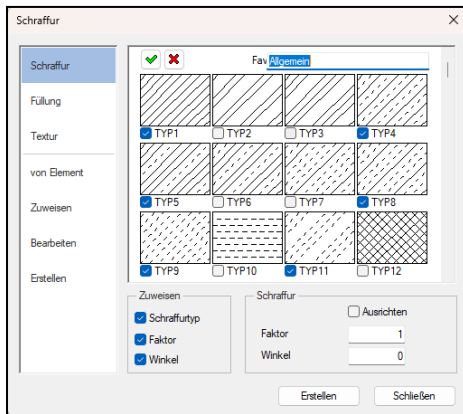 Schraffur
Schraffur
Füllung
Textur
von Element
Zuweisen
Bearbeiten
Erstellen
Fav Allgemein
TYP1 TYP2 TYP3 TYP4
TYP5 TYP6 TYP7 TYP8
TYP9 TYP10 TYP11 TYP12
Zuweisen
Schraffurtyp
Faktor
Winkel
Schraffur
Ausrichten
Faktor 1
Winkel 0
Erstellen Schließen